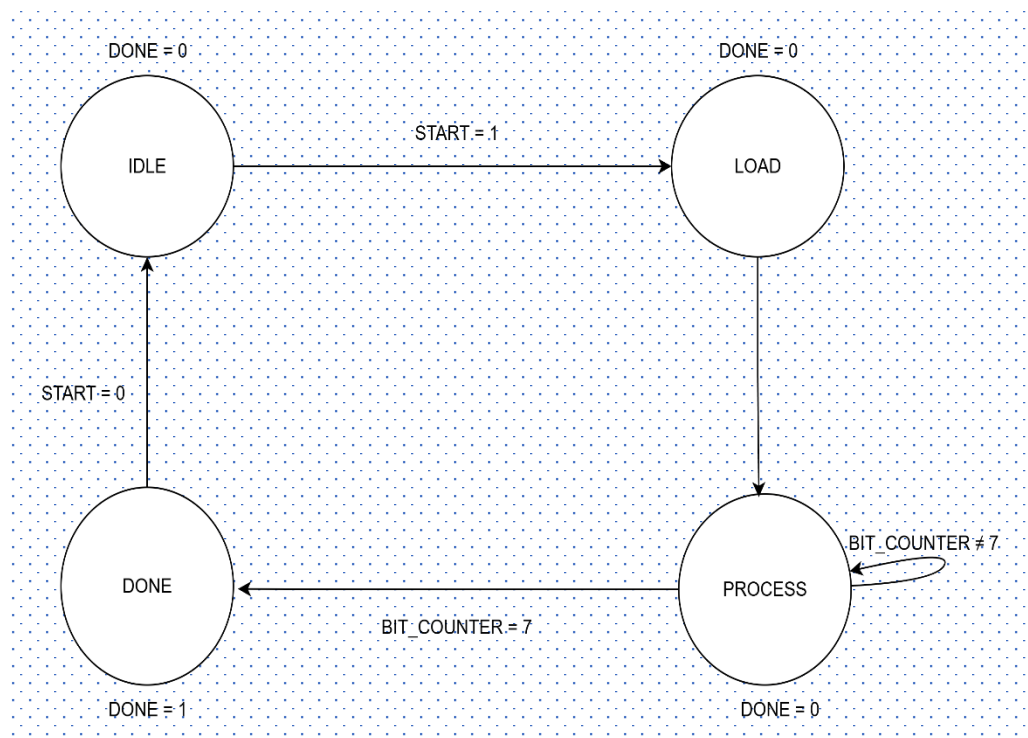 DONE = 0
DONE = 0
START = 1
IDLE
LOAD
START = 0
BIT_COUNTER ≠ 7
DONE
PROCESS
BIT_COUNTER = 7
DONE = 1
DONE = 0